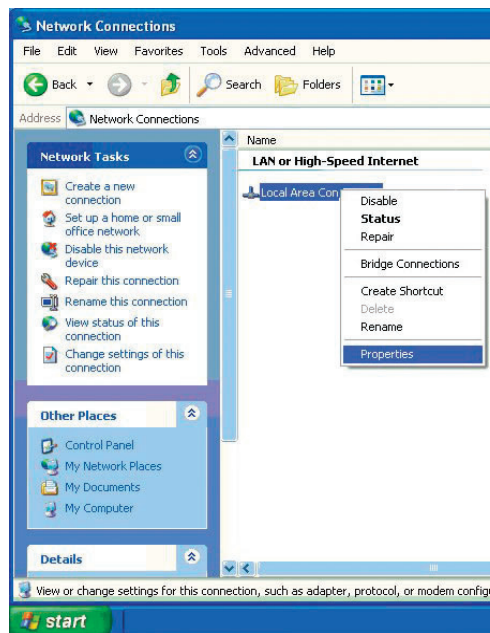 Network Connections
File Edit View Favorites Tools Advanced Help
Back Search Folders
Address Network Connections
Network Tasks
Create a new
connection
Set up a home or small
office network
Disable this network
device
Repair this connection
Rename this connection
View status of this
connection
Change settings of this
connection
Other Places
Control Panel
My Network Places
My Documents
My Computer
Details
Name
LAN or High-Speed Internet
Local Area Con
Disable
Status
Repair
Bridge Connections
Create Shortcut
Delete
Rename
Properties
View or change settings for this connection, such as adapter, protocol, or modem configu
start